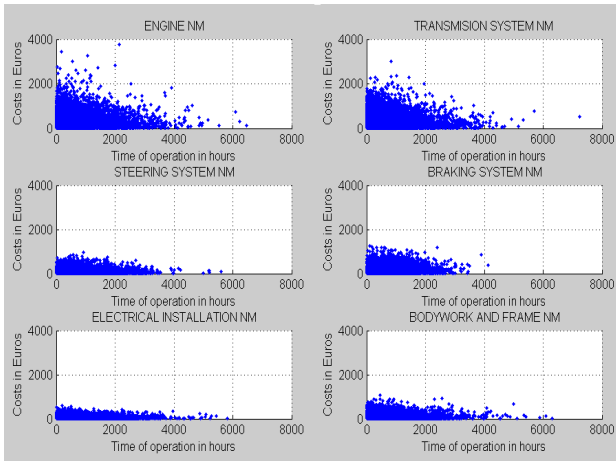 ENGINE NM
4000
2000
0
Costs in Euros
0 2000 4000 6000 8000
Time of operation in hours
TRANSMISION SYSTEM NM
4000
2000
0
Costs in Euros
0 2000 4000 6000 8000
Time of operation in hours
STEERING SYSTEM NM
4000
2000
0
Costs in Euros
0 2000 4000 6000 8000
Time of operation in hours
BRAKING SYSTEM NM
4000
2000
0
Costs in Euros
0 2000 4000 6000 8000
Time of operation in hours
ELECTRICAL INSTALLATION NM
4000
2000
0
Costs in Euros
0 2000 4000 6000 8000
Time of operation in hours
BODYWORK AND FRAME NM
4000
2000
0
Costs in Euros
0 2000 4000 6000 8000
Time of operation in hours